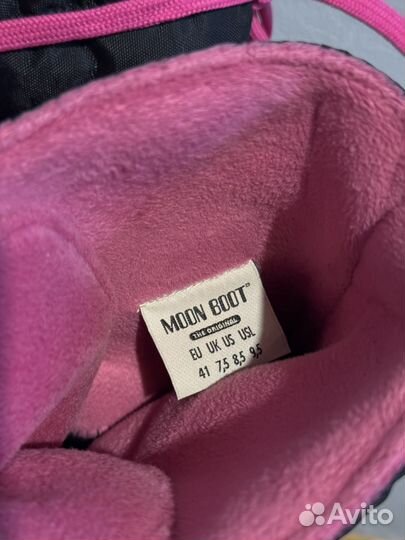 MOON BOOT®
THE ORIGINAL
EU UK US USL
41 7,5 8,5 9,5
Avito